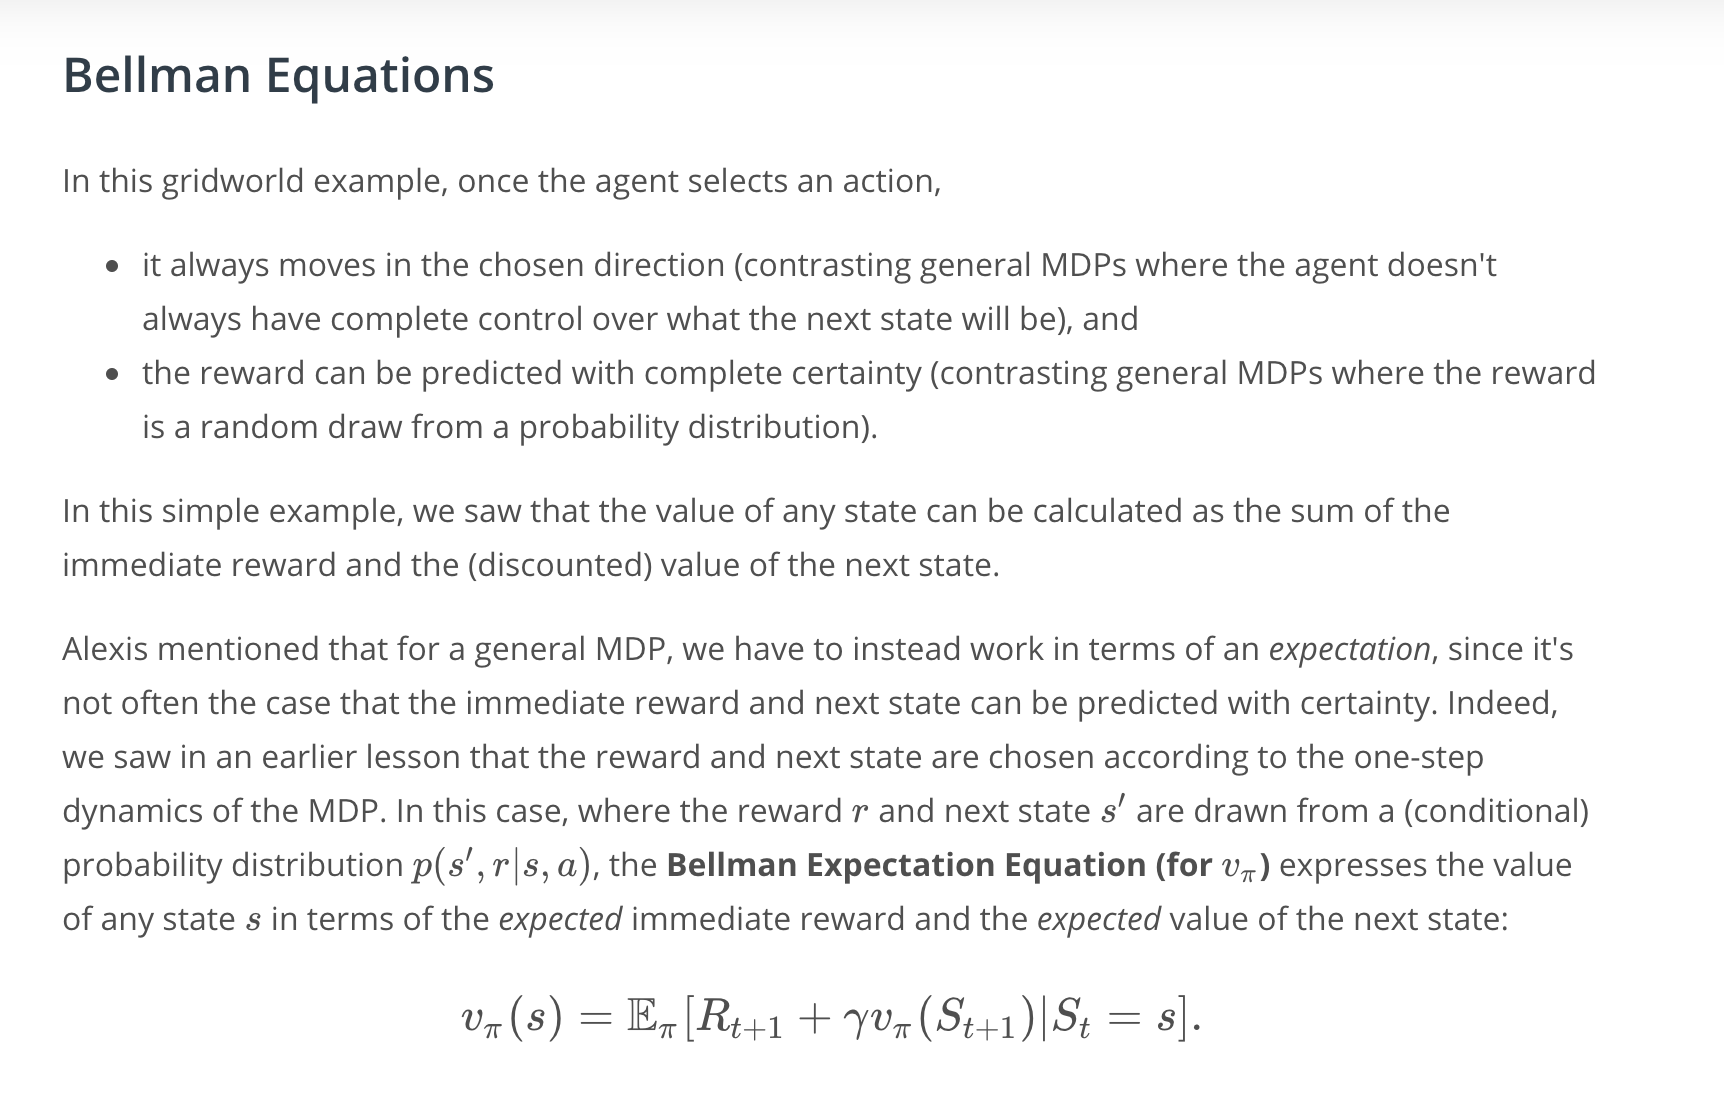 Bellman Equations
In this gridworld example, once the agent selects an action,
• it always moves in the chosen direction (contrasting general MDPs where the agent doesn't
always have complete control over what the next state will be), and
• the reward can be predicted with complete certainty (contrasting general MDPs where the reward
is a random draw from a probability distribution).
In this simple example, we saw that the value of any state can be calculated as the sum of the
immediate reward and the (discounted) value of the next state.
Alexis mentioned that for a general MDP, we have to instead work in terms of an expectation, since it's
not often the case that the immediate reward and next state can be predicted with certainty. Indeed,
we saw in an earlier lesson that the reward and next state are chosen according to the one-step
dynamics of the MDP. In this case, where the reward r and next state s′ are drawn from a (conditional)
probability distribution p(s′, r|s, a), the Bellman Expectation Equation (for v_π) expresses the value
of any state s in terms of the expected immediate reward and the expected value of the next state:
v_π(s) = 𝔼_π[R_{t+1} + γv_π(S_{t+1})|S_t = s].